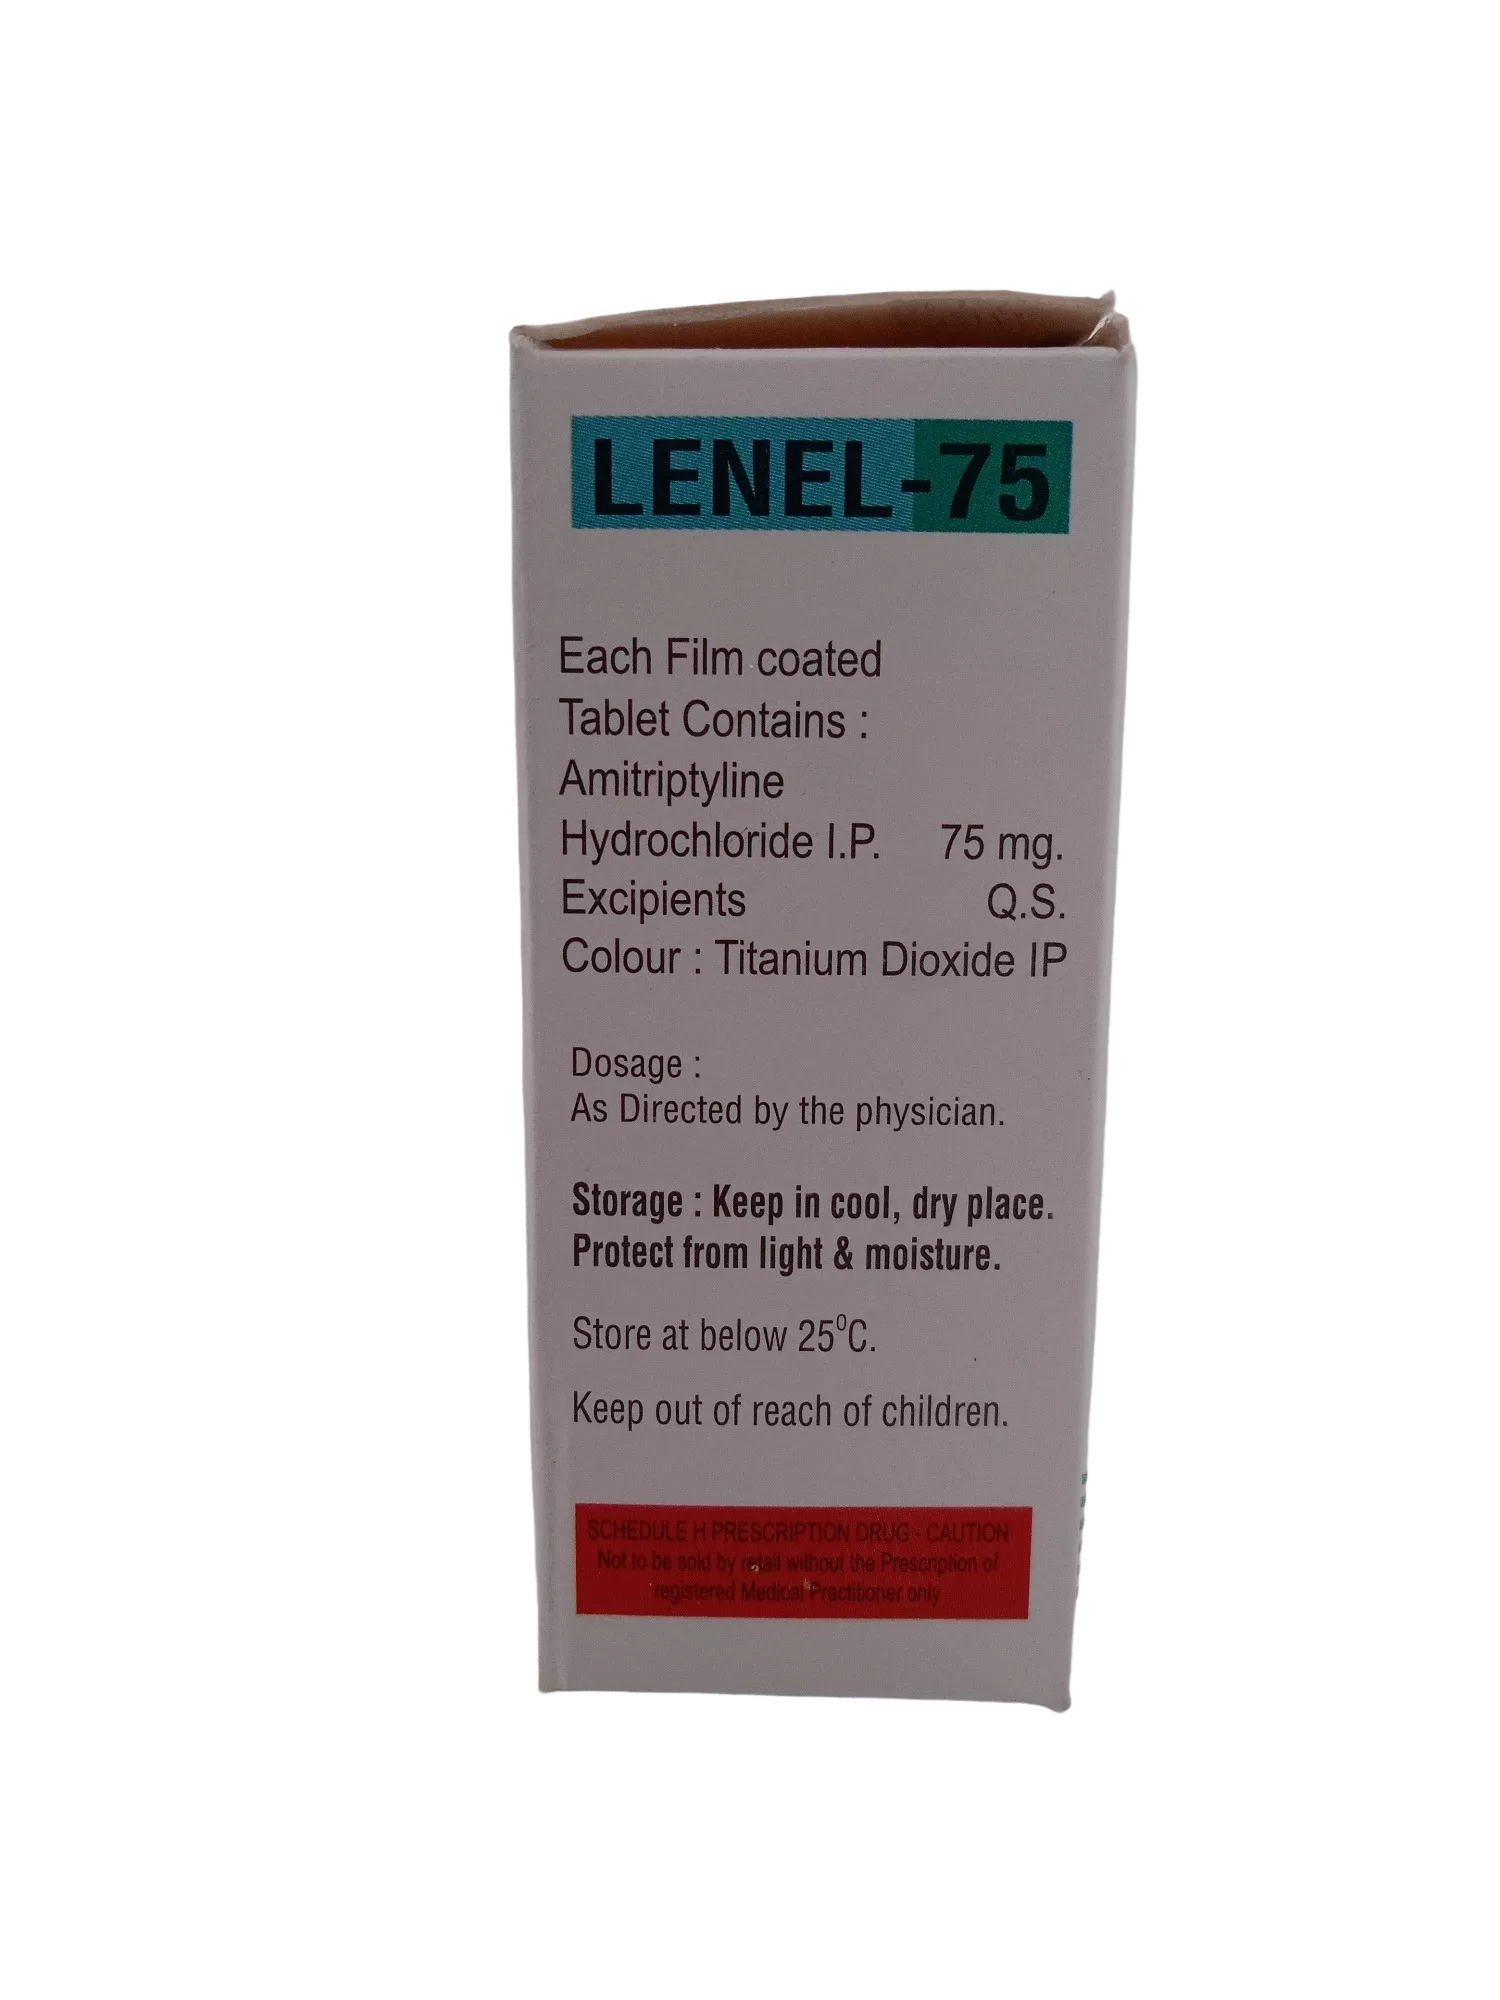 LENEL-75
Each Film coated
Tablet Contains :
Amitriptyline
Hydrochloride I.P. 75 mg.
Excipients Q.S.
Colour : Titanium Dioxide IP
Dosage :
As Directed by the physician.
Storage : Keep in cool, dry place.
Protect from light & moisture.
Store at below 25⁰C.
Keep out of reach of children.
SCHEDULE H PRESCRIPTION DRUG - CAUTION
Not to be sold by retail without the Prescription of
registered Medical Practitioner only